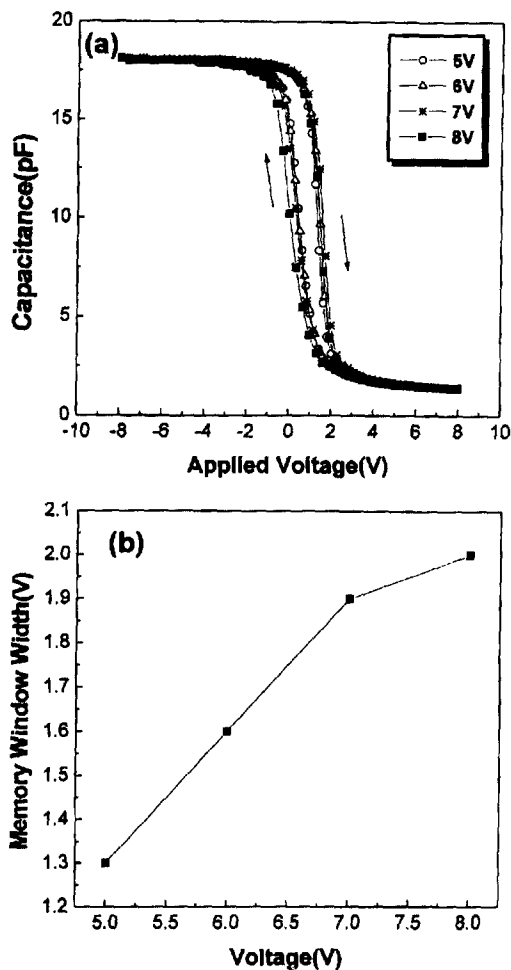 (a)
5V
6V
7V
8V
20
15
10
5
0
Capacitance(pF)
-10 -8 -6 -4 -2 0 2 4 6 8 10
Applied Voltage(V)
(b)
2.1
2.0
1.9
1.8
1.7
1.6
1.5
1.4
1.3
1.2
Memory Window Width(V)
5.0 5.5 6.0 6.5 7.0 7.5 8.0
Voltage(V)